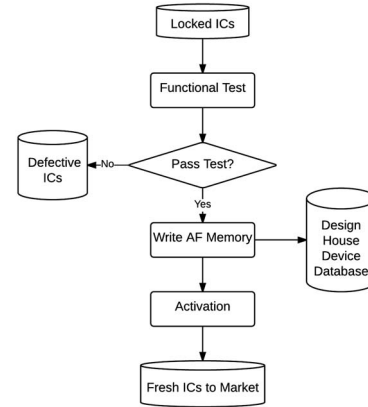 Locked ICs
Functional Test
Pass Test?
No
Defective
ICs
Yes
Write AF Memory
Design
House
Device
Database
Activation
Fresh ICs to Market